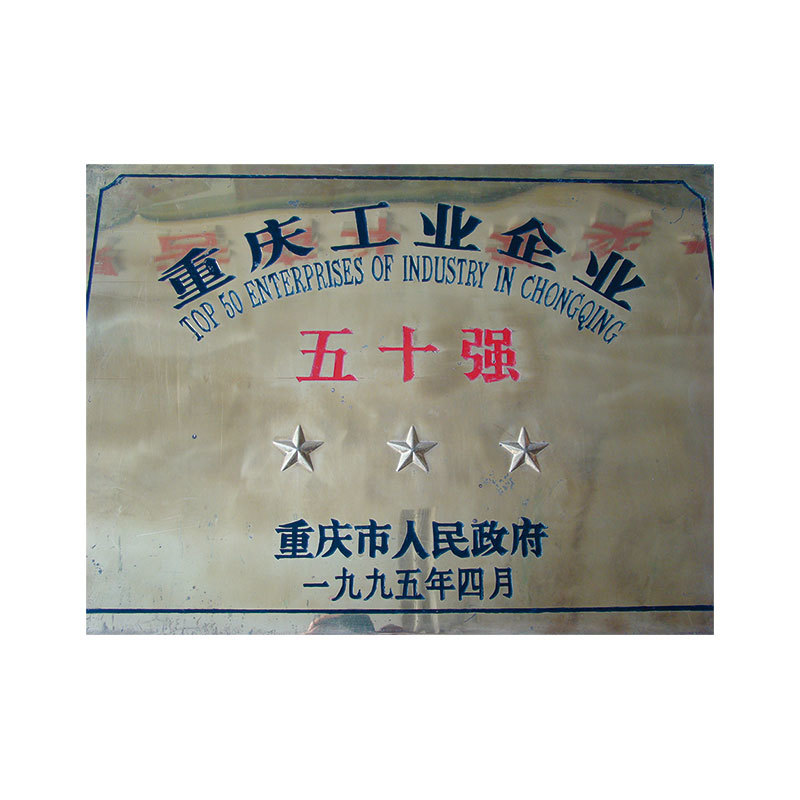 重庆工业企业
TOP 50 ENTERPRISES OF INDUSTRY IN CHONGQING
五十强
重庆市人民政府
一九九五年四月